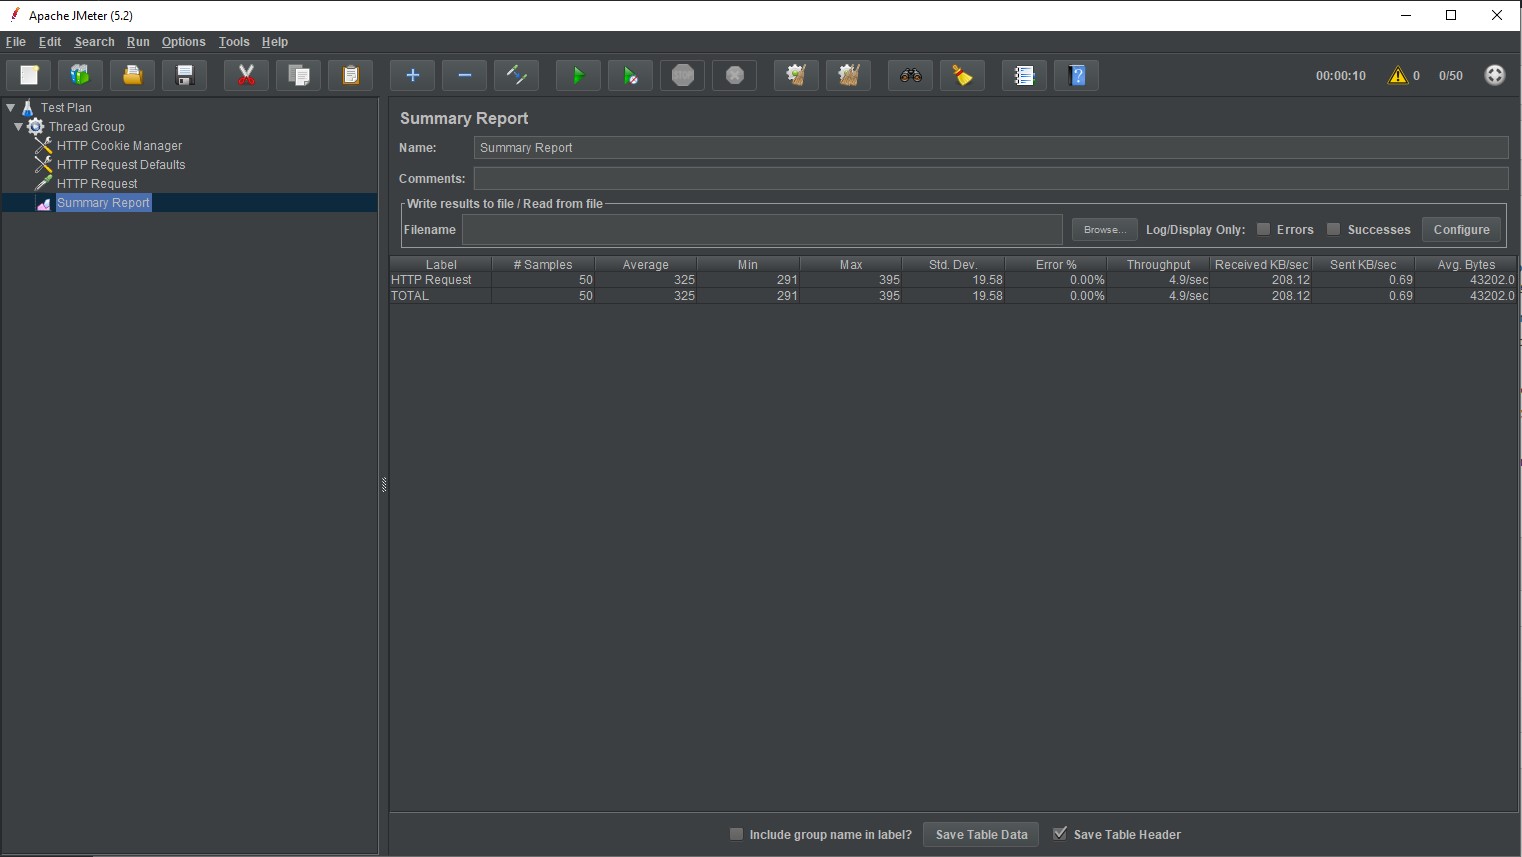 Apache JMeter (5.2)
File Edit Search Run Options Tools Help
STOP
00:00:10 0 0/50
Test Plan
Thread Group
HTTP Cookie Manager
HTTP Request Defaults
HTTP Request
Summary Report
Summary Report
Name: Summary Report
Comments:
Write results to file / Read from file
Filename Browse... Log/Display Only: Errors Successes Configure
Label # Samples Average Min Max Std. Dev. Error % Throughput Received KB/sec Sent KB/sec Avg. Bytes
HTTP Request 50 325 291 395 19.58 0.00% 4.9/sec 208.12 0.69 43202.0
TOTAL 50 325 291 395 19.58 0.00% 4.9/sec 208.12 0.69 43202.0
Include group name in label? Save Table Data Save Table Header